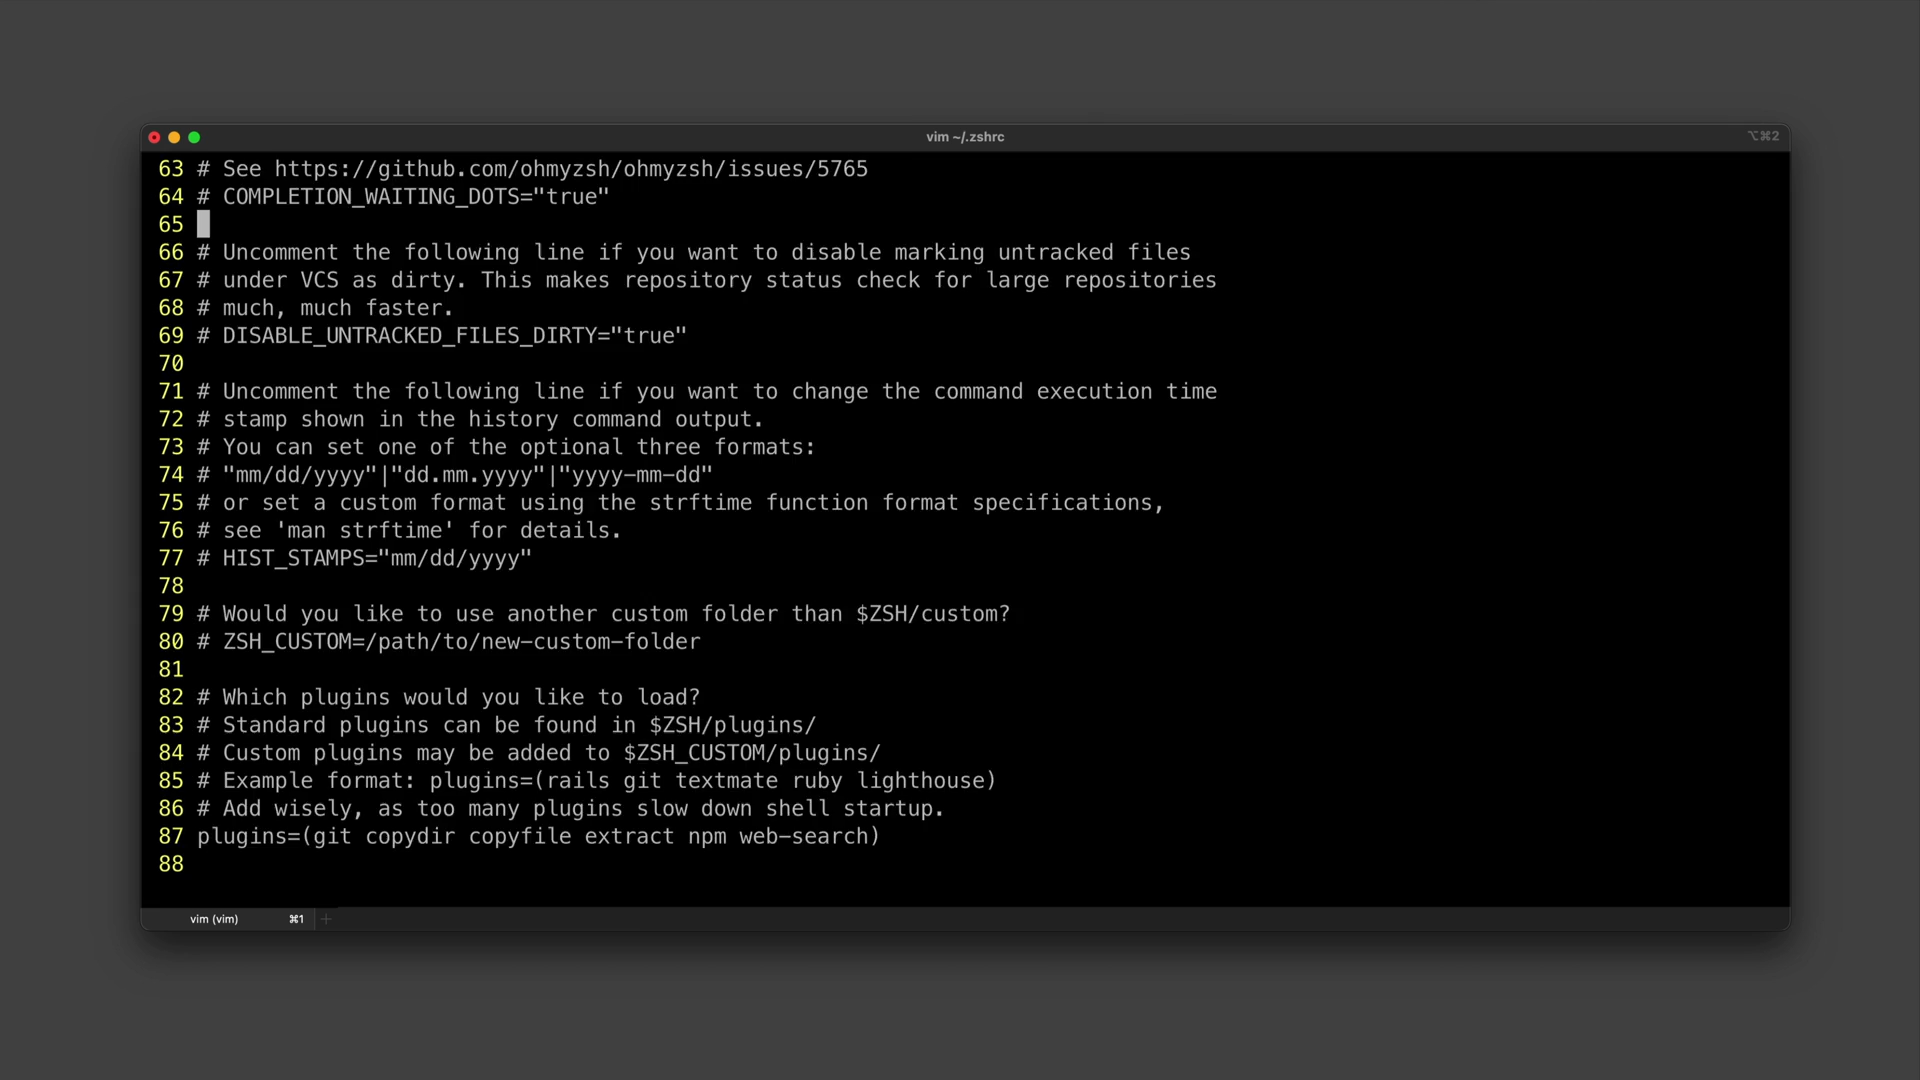 vim ~/.zshrc
⌥⌘2
63 # See https://github.com/ohmyzsh/ohmyzsh/issues/5765
64 # COMPLETION_WAITING_DOTS="true"
65
66 # Uncomment the following line if you want to disable marking untracked files
67 # under VCS as dirty. This makes repository status check for large repositories
68 # much, much faster.
69 # DISABLE_UNTRACKED_FILES_DIRTY="true"
70
71 # Uncomment the following line if you want to change the command execution time
72 # stamp shown in the history command output.
73 # You can set one of the optional three formats:
74 # "mm/dd/yyyy"|"dd.mm.yyyy"|"yyyy-mm-dd"
75 # or set a custom format using the strftime function format specifications,
76 # see 'man strftime' for details.
77 # HIST_STAMPS="mm/dd/yyyy"
78
79 # Would you like to use another custom folder than $ZSH/custom?
80 # ZSH_CUSTOM=/path/to/new-custom-folder
81
82 # Which plugins would you like to load?
83 # Standard plugins can be found in $ZSH/plugins/
84 # Custom plugins may be added to $ZSH_CUSTOM/plugins/
85 # Example format: plugins=(rails git textmate ruby lighthouse)
86 # Add wisely, as too many plugins slow down shell startup.
87 plugins=(git copydir copyfile extract npm web-search)
88
vim (vim) ⌘1 +